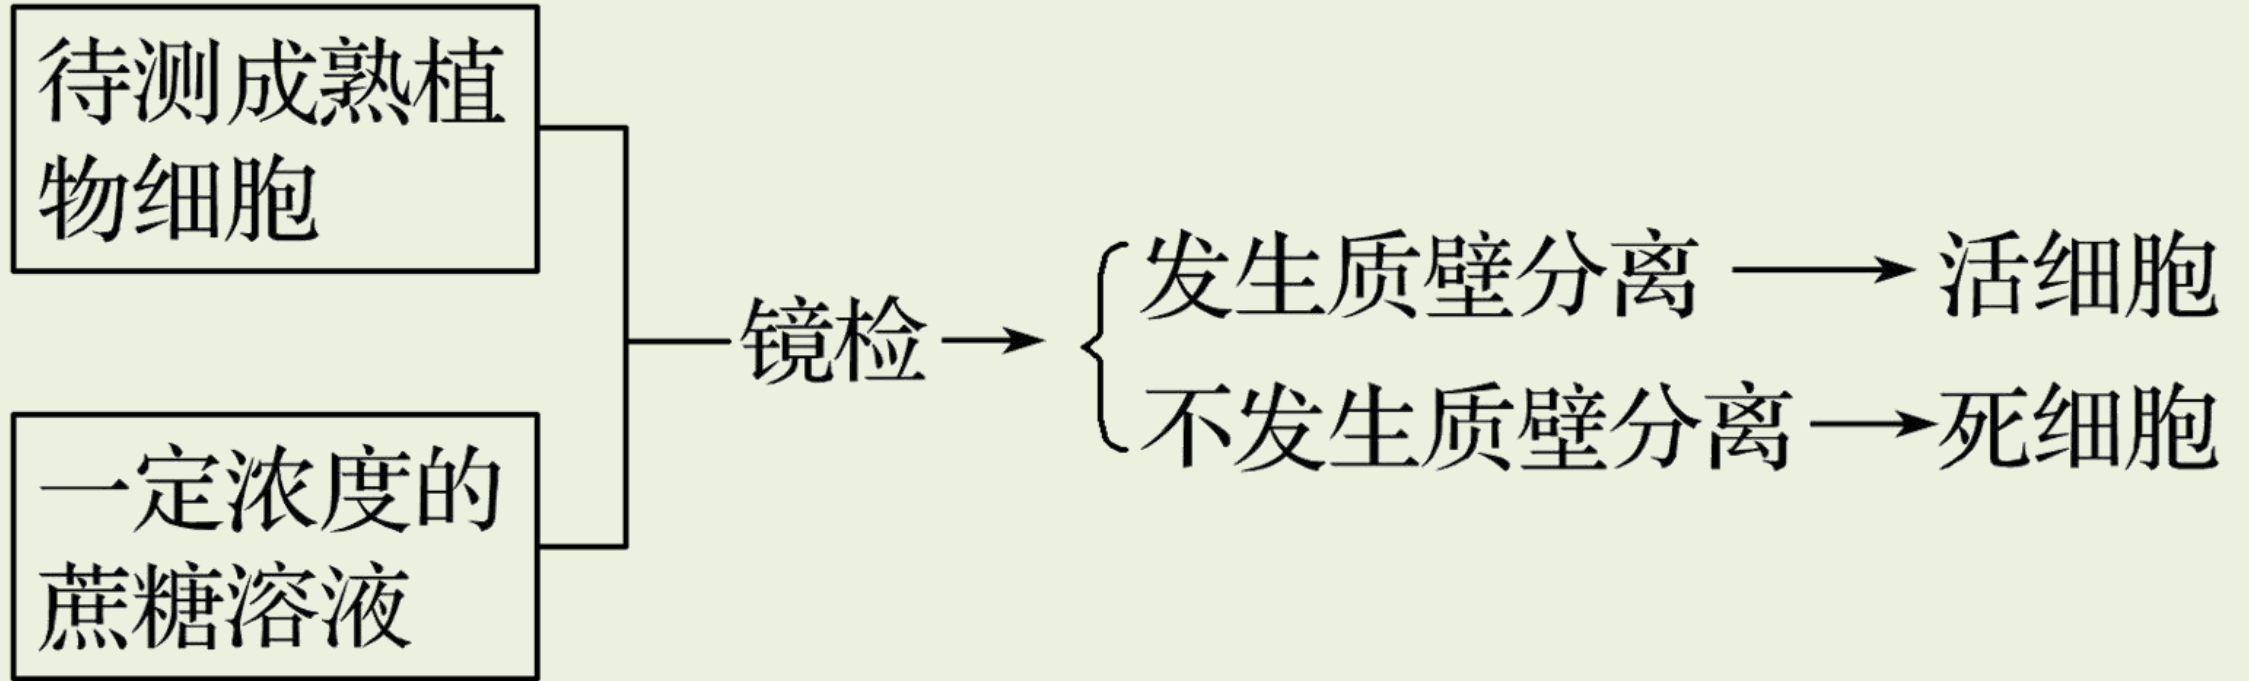 待测成熟植
物细胞
一定浓度的
蔗糖溶液
镜检
发生质壁分离
活细胞
不发生质壁分离
死细胞